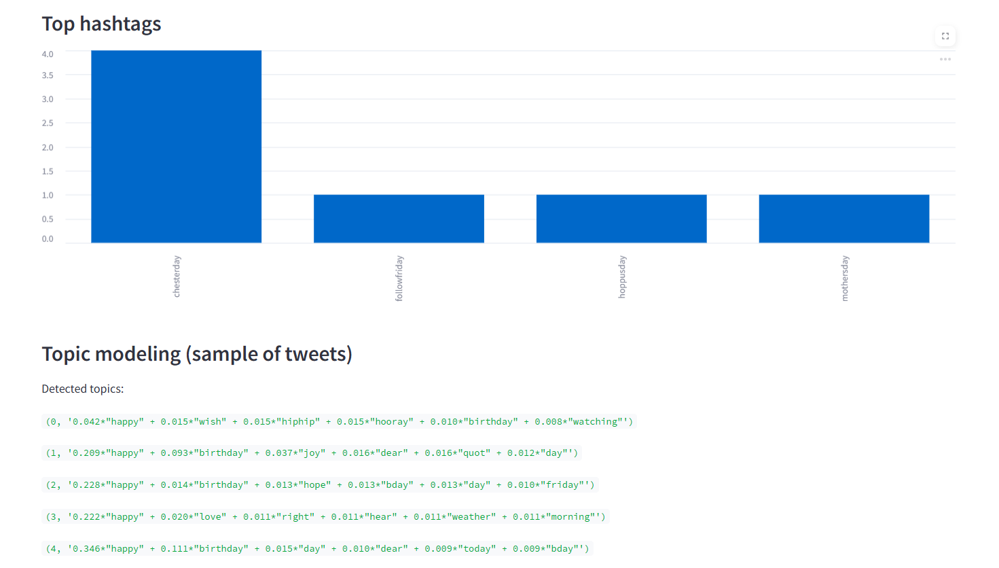 Top hashtags
4.0
3.5
3.0
2.5
2.0
1.5
1.0
0.5
0.0
chesterday
followfriday
hoppusday
mothersday
Topic modeling (sample of tweets)
Detected topics:
(0, '0.042*"happy" + 0.015*"wish" + 0.015*"hiphip" + 0.015*"hooray" + 0.010*"birthday" + 0.008*"watching"')
(1, '0.209*"happy" + 0.093*"birthday" + 0.037*"joy" + 0.016*"dear" + 0.016*"quot" + 0.012*"day"')
(2, '0.228*"happy" + 0.014*"birthday" + 0.013*"hope" + 0.013*"bday" + 0.013*"day" + 0.010*"friday"')
(3, '0.222*"happy" + 0.020*"love" + 0.011*"right" + 0.011*"hear" + 0.011*"weather" + 0.011*"morning"')
(4, '0.346*"happy" + 0.111*"birthday" + 0.015*"day" + 0.010*"dear" + 0.009*"today" + 0.009*"bday"')